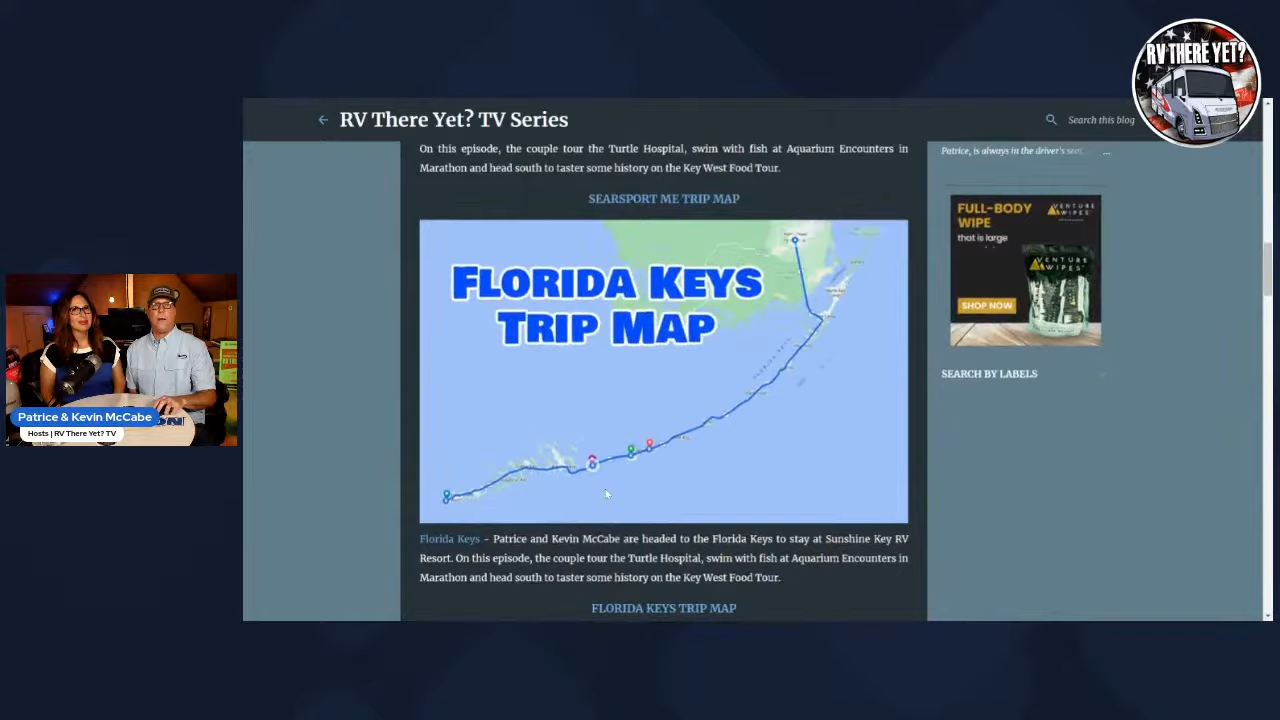 RV THERE YET?
RV There Yet? TV Series
Search this blog
On this episode, the couple tour the Turtle Hospital, swim with fish at Aquarium Encounters in
Marathon and head south to taster some history on the Key West Food Tour.
Patrice, is always in the driver's seat. ...
SEARSPORT ME TRIP MAP
FLORIDA KEYS
TRIP MAP
FULL-BODY
WIPE
that is large
VENTURE
WIPES
VENTURE
WIPES
SHOP NOW
SEARCH BY LABELS
Patrice & Kevin McCabe
Hosts | RV There Yet? TV
Florida Keys - Patrice and Kevin McCabe are headed to the Florida Keys to stay at Sunshine Key RV
Resort. On this episode, the couple tour the Turtle Hospital, swim with fish at Aquarium Encounters in
Marathon and head south to taster some history on the Key West Food Tour.
FLORIDA KEYS TRIP MAP